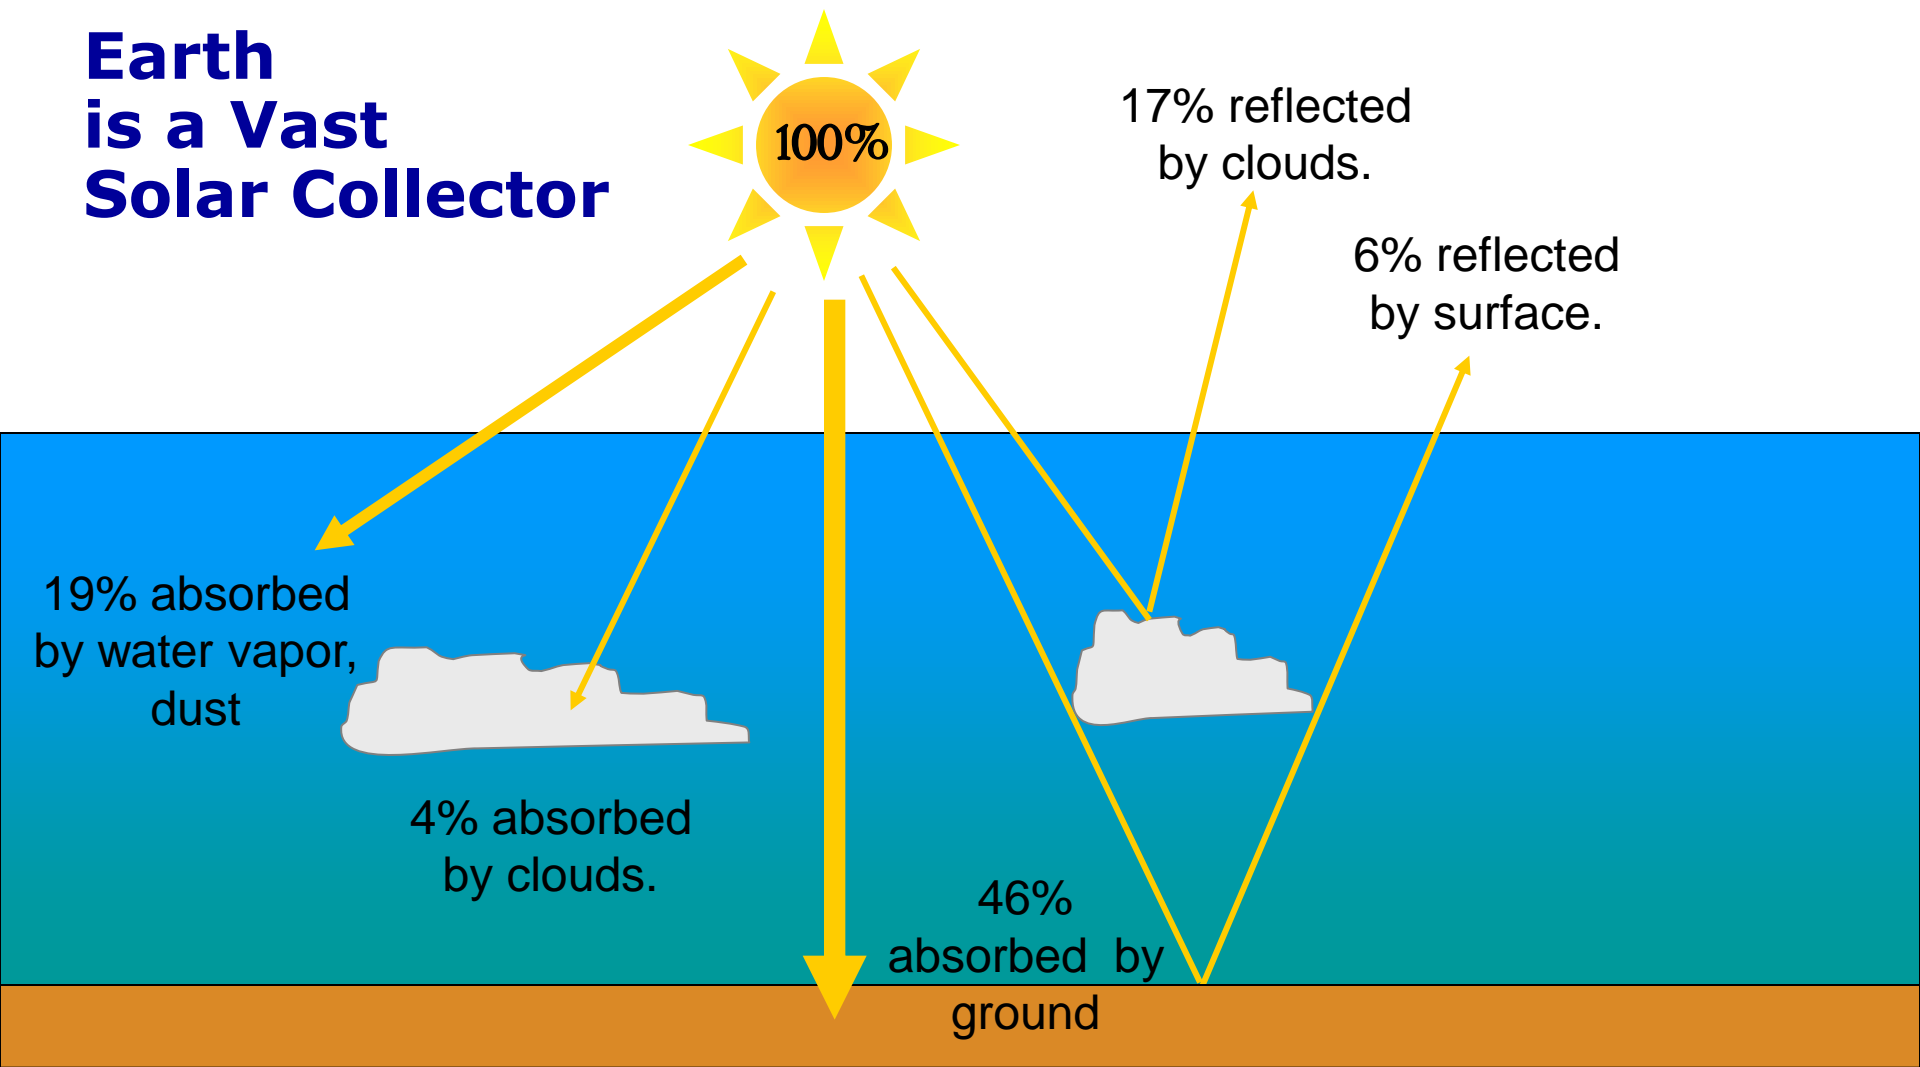 Earth
is a Vast
Solar Collector
100%
17% reflected
by clouds.
6% reflected
by surface.
19% absorbed
by water vapor,
dust
4% absorbed
by clouds.
46%
absorbed  by
ground